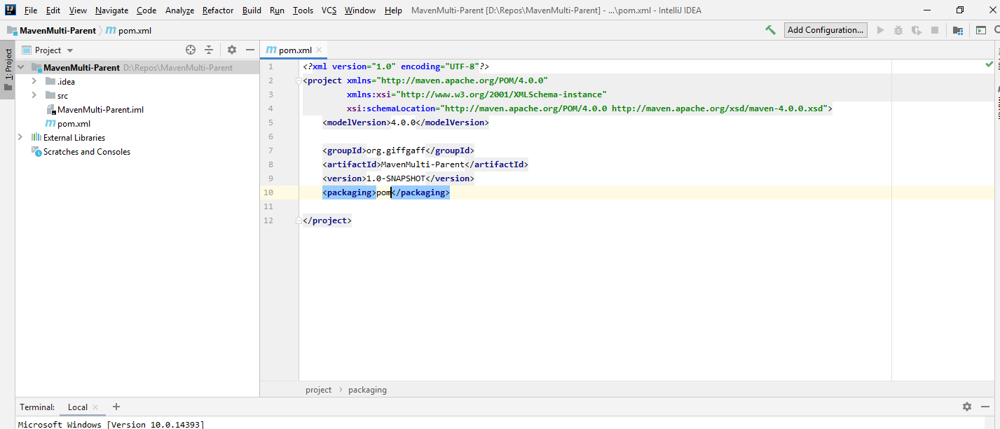 File Edit View Navigate Code Analyze Refactor Build Run Tools VCS Window Help MavenMulti-Parent [D:\Repos\MavenMulti-Parent] - ...\pom.xml - IntelliJ IDEA
MavenMulti-Parent pom.xml Add Configuration...
1: Project
Project
MavenMulti-Parent D:\Repos\MavenMulti-Parent
.idea
src
MavenMulti-Parent.iml
pom.xml
External Libraries
Scratches and Consoles
pom.xml
1 <?xml version="1.0" encoding="UTF-8"?>
2 <project xmlns="http://maven.apache.org/POM/4.0.0"
3 xmlns:xsi="http://www.w3.org/2001/XMLSchema-instance"
4 xsi:schemaLocation="http://maven.apache.org/POM/4.0.0 http://maven.apache.org/xsd/maven-4.0.0.xsd">
5 <modelVersion>4.0.0</modelVersion>
6
7 <groupId>org.giffgaff</groupId>
8 <artifactId>MavenMulti-Parent</artifactId>
9 <version>1.0-SNAPSHOT</version>
10 <packaging>pom</packaging>
11
12 </project>
project > packaging
Terminal: Local +
Microsoft Windows [Version 10.0.14393]